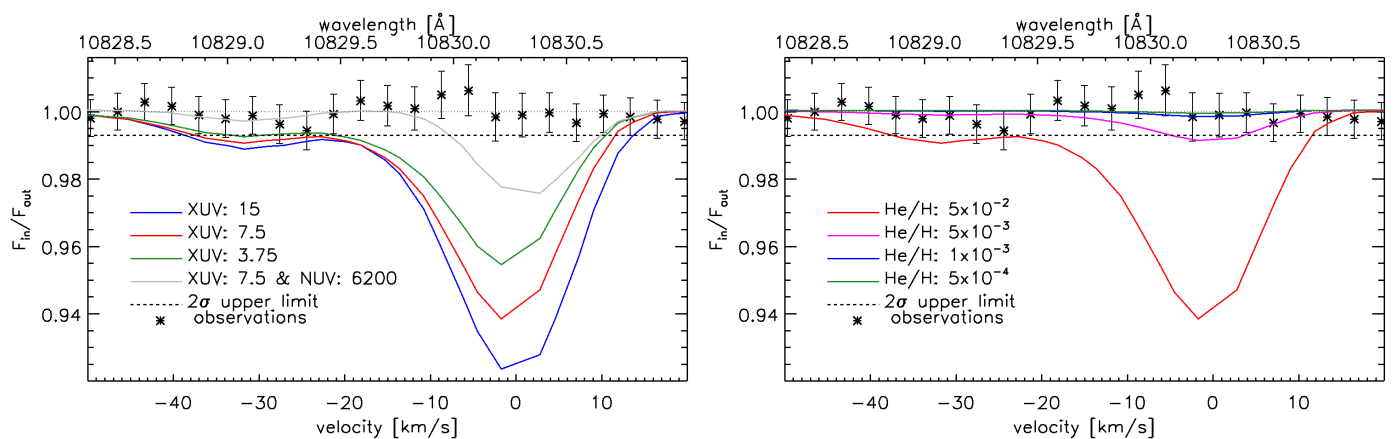 wavelength [Å]
10828.5 10829.0 10829.5 10830.0 10830.5
1.00
0.98
0.96
0.94
F_in/F_out
XUV: 15
XUV: 7.5
XUV: 3.75
XUV: 7.5 & NUV: 6200
2σ upper limit
observations
−40 −30 −20 −10 0 10
velocity [km/s]
wavelength [Å]
10828.5 10829.0 10829.5 10830.0 10830.5
1.00
0.98
0.96
0.94
F_in/F_out
He/H: 5x10⁻²
He/H: 5x10⁻³
He/H: 1x10⁻³
He/H: 5x10⁻⁴
2σ upper limit
observations
−40 −30 −20 −10 0 10
velocity [km/s]